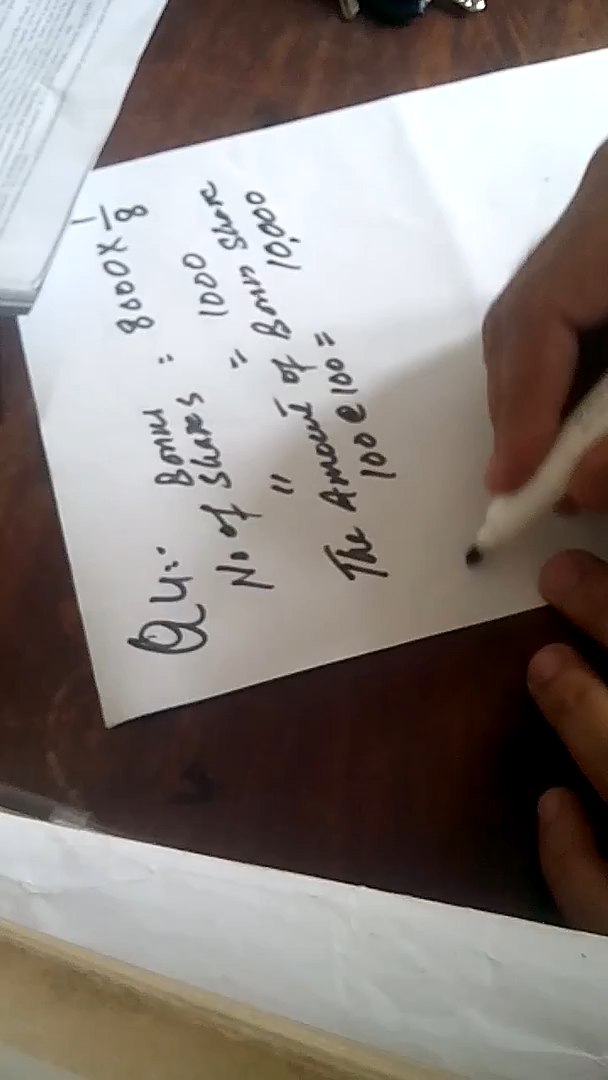 Q4:- Bonus = 8000 x 1/8
No of Shares = 1000
" " = Bonus Share
The Amount of Bonus Share
100 @ 100 = 10,000